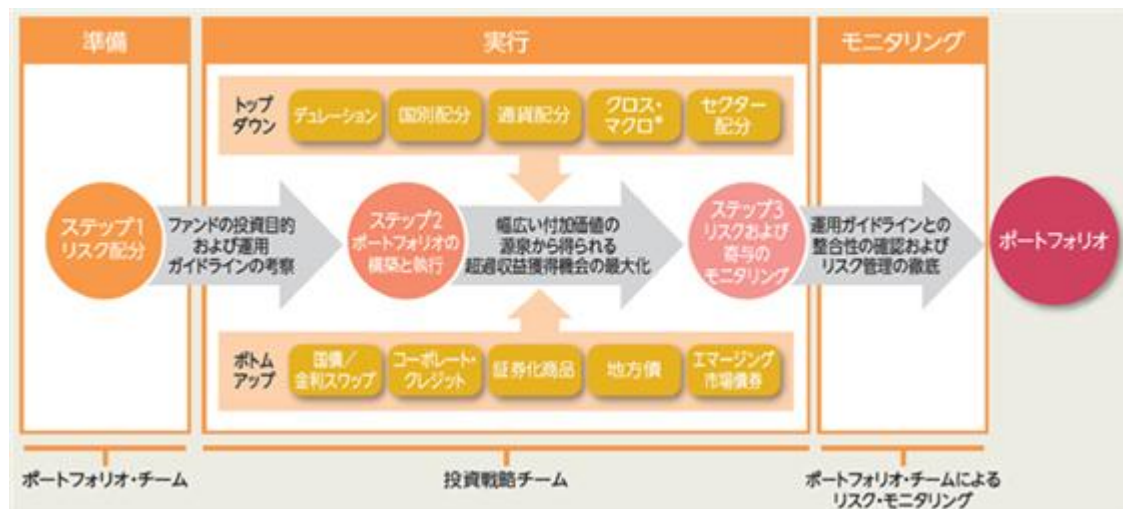 準備
実行
モニタリング
トップ
ダウン
デュレーション
国別配分
通貨配分
クロス・
マクロ*
セクター
配分
ステップ1
リスク配分
ファンドの投資目的
および運用
ガイドラインの考察
ステップ2
ポートフォリオの
構築と執行
幅広い付加価値の
源泉から得られる
超過収益獲得機会の最大化
ステップ3
リスクおよび
寄与の
モニタリング
運用ガイドラインとの
整合性の確認および
リスク管理の徹底
ポートフォリオ
ボトム
アップ
国債/
金利スワップ
コーポレート・
クレジット
証券化商品
地方債
エマージング
市場債券
ポートフォリオ・チーム
投資戦略チーム
ポートフォリオ・チームによる
リスク・モニタリング